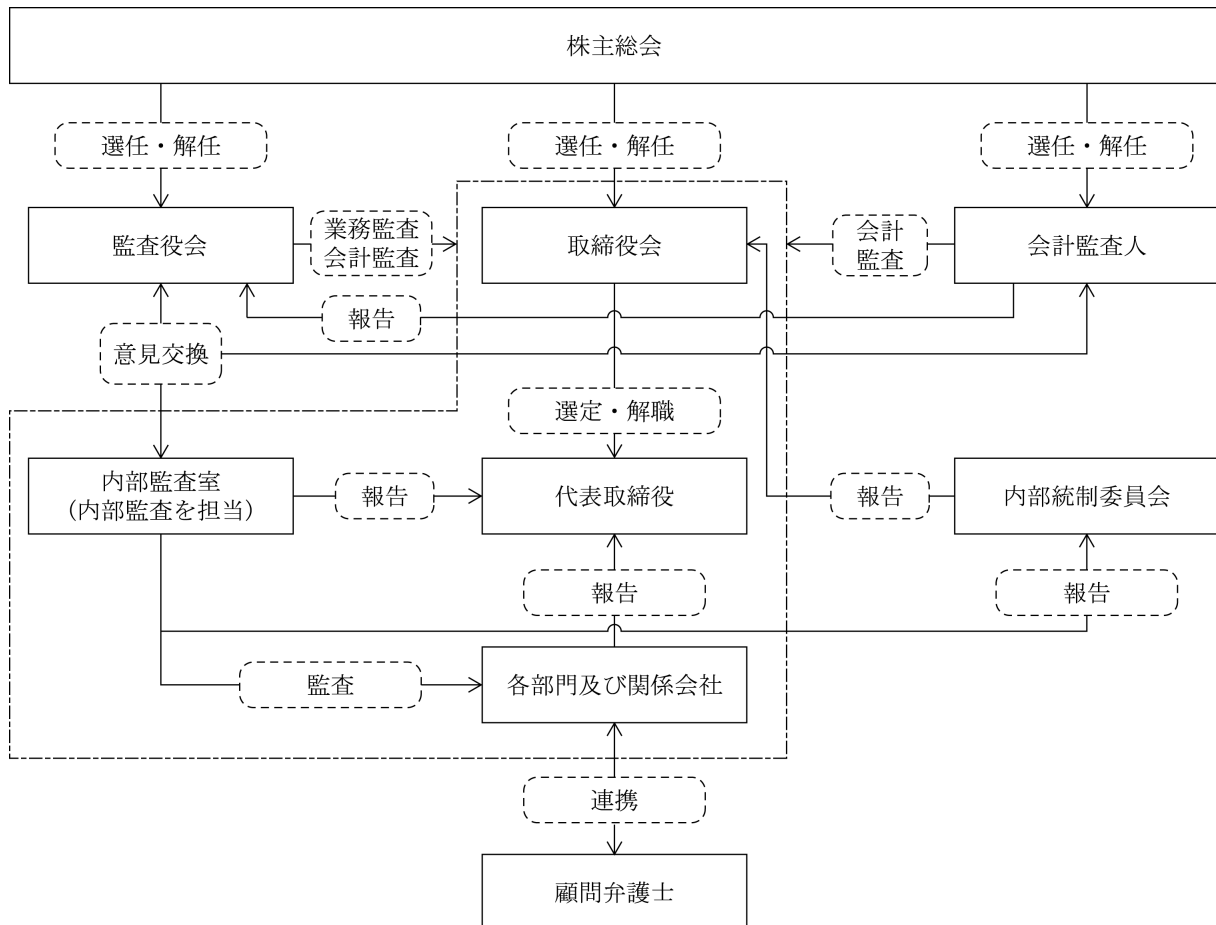 株主総会
選任・解任
選任・解任
選任・解任
監査役会
業務監査
会計監査
取締役会
会計
監査
会計監査人
報告
意見交換
選定・解職
内部監査室
(内部監査を担当)
報告
代表取締役
報告
内部統制委員会
報告
報告
監査
各部門及び関係会社
連携
顧問弁護士